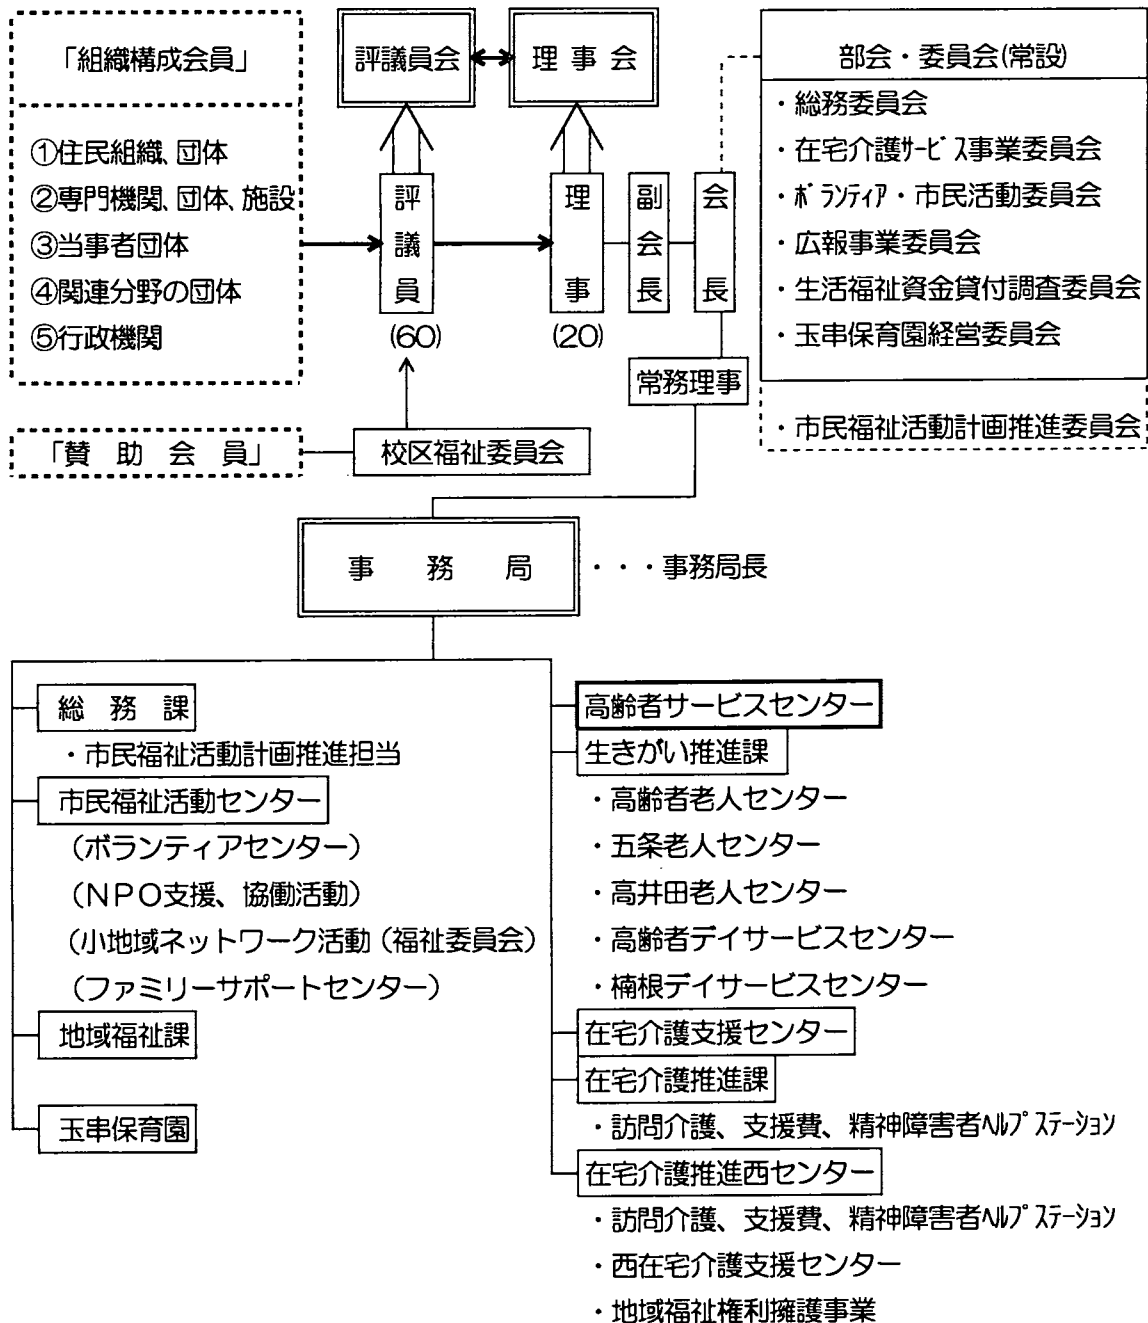 「組織構成会員」
①住民組織、団体
②専門機関、団体、施設
③当事者団体
④関連分野の団体
⑤行政機関
「賛助会員」
評議員会
理事会
評議員
(60)
理事
(20)
副会長
会長
常務理事
校区福祉委員会
部会・委員会(常設)
・総務委員会
・在宅介護ｻｰﾋﾞｽ事業委員会
・ﾎﾞﾗﾝﾃｨｱ・市民活動委員会
・広報事業委員会
・生活福祉資金貸付調査委員会
・玉串保育園経営委員会
・市民福祉活動計画推進委員会
事務局
・・・事務局長
総務課
・市民福祉活動計画推進担当
市民福祉活動センター
（ボランティアセンター）
（ＮＰＯ支援、協働活動）
（小地域ネットワーク活動（福祉委員会）
（ファミリーサポートセンター）
地域福祉課
玉串保育園
高齢者サービスセンター
生きがい推進課
・高齢者老人センター
・五条老人センター
・高井田老人センター
・高齢者デイサービスセンター
・楠根デイサービスセンター
在宅介護支援センター
在宅介護推進課
・訪問介護、支援費、精神障害者ﾍﾙﾌﾟｽﾃｰｼｮﾝ
在宅介護推進西センター
・訪問介護、支援費、精神障害者ﾍﾙﾌﾟｽﾃｰｼｮﾝ
・西在宅介護支援センター
・地域福祉権利擁護事業